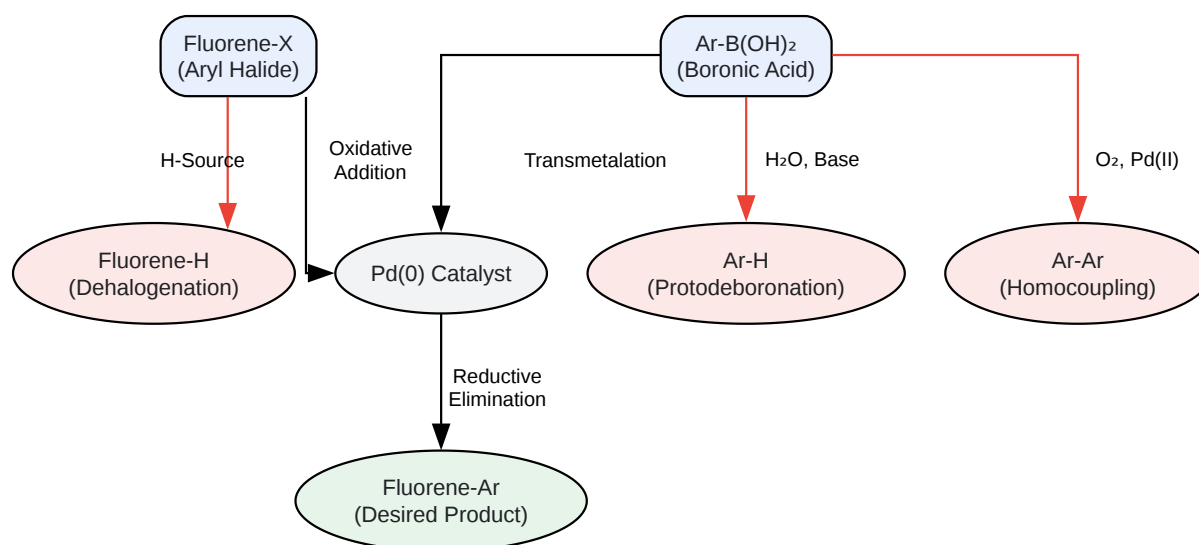 Fluorene-X
(Aryl Halide)
Ar-B(OH)₂
(Boronic Acid)
H-Source
Oxidative
Addition
Transmetalation
H₂O, Base
O₂, Pd(II)
Fluorene-H
(Dehalogenation)
Pd(0) Catalyst
Ar-H
(Protodeboronation)
Ar-Ar
(Homocoupling)
Reductive
Elimination
Fluorene-Ar
(Desired Product)